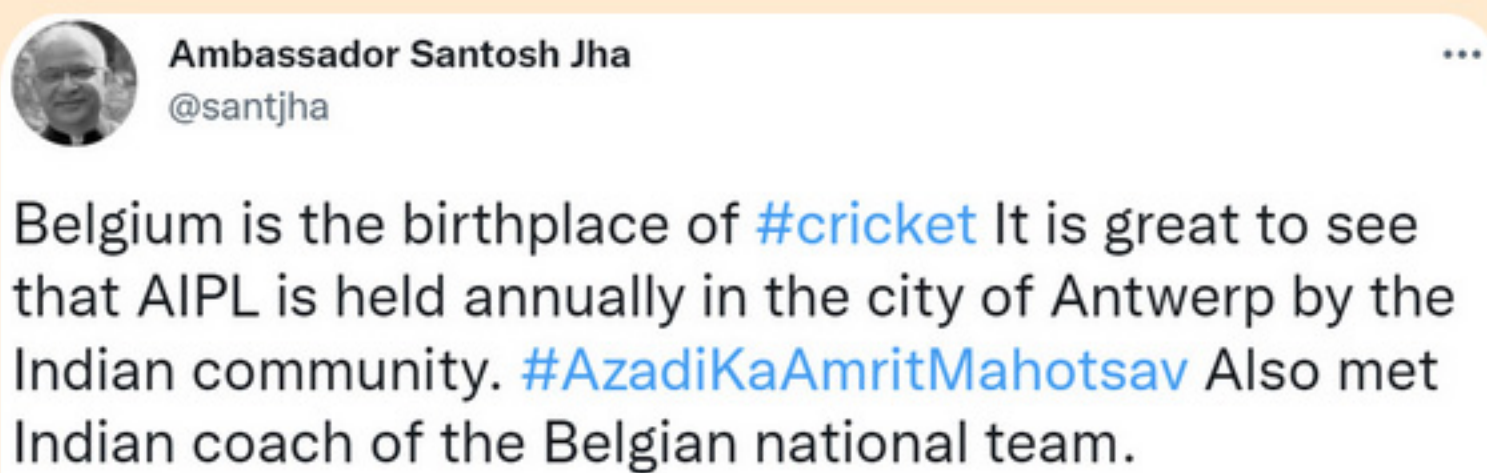 Ambassador Santosh Jha
@santjha
Belgium is the birthplace of #cricket It is great to see
that AIPL is held annually in the city of Antwerp by the
Indian community. #AzadiKaAmritMahotsav Also met
Indian coach of the Belgian national team.